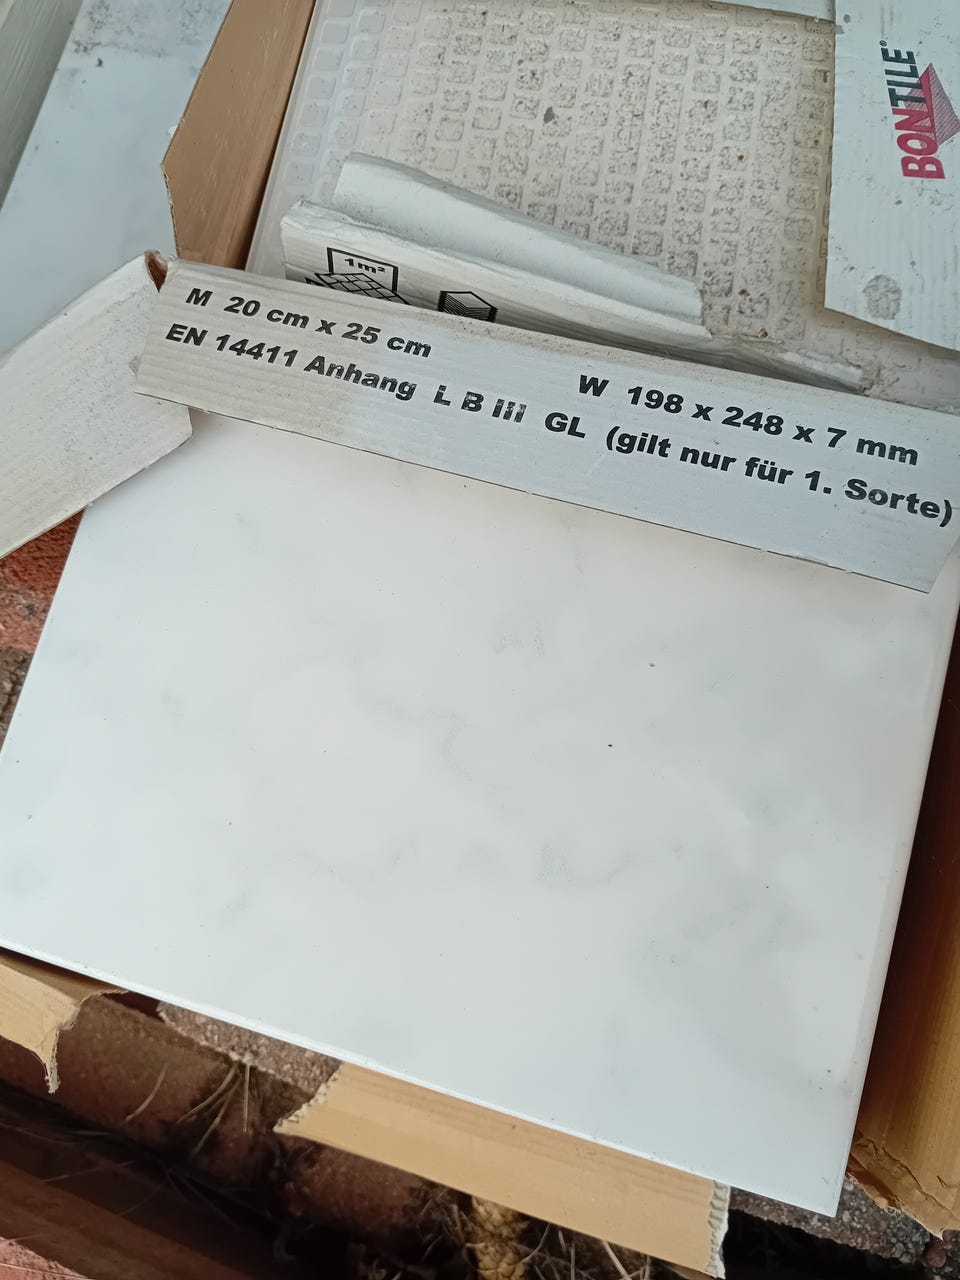 BONTILE®
1m²
M 20 cm x 25 cm W 198 x 248 x 7 mm
EN 14411 Anhang L B III GL (gilt nur für 1. Sorte)